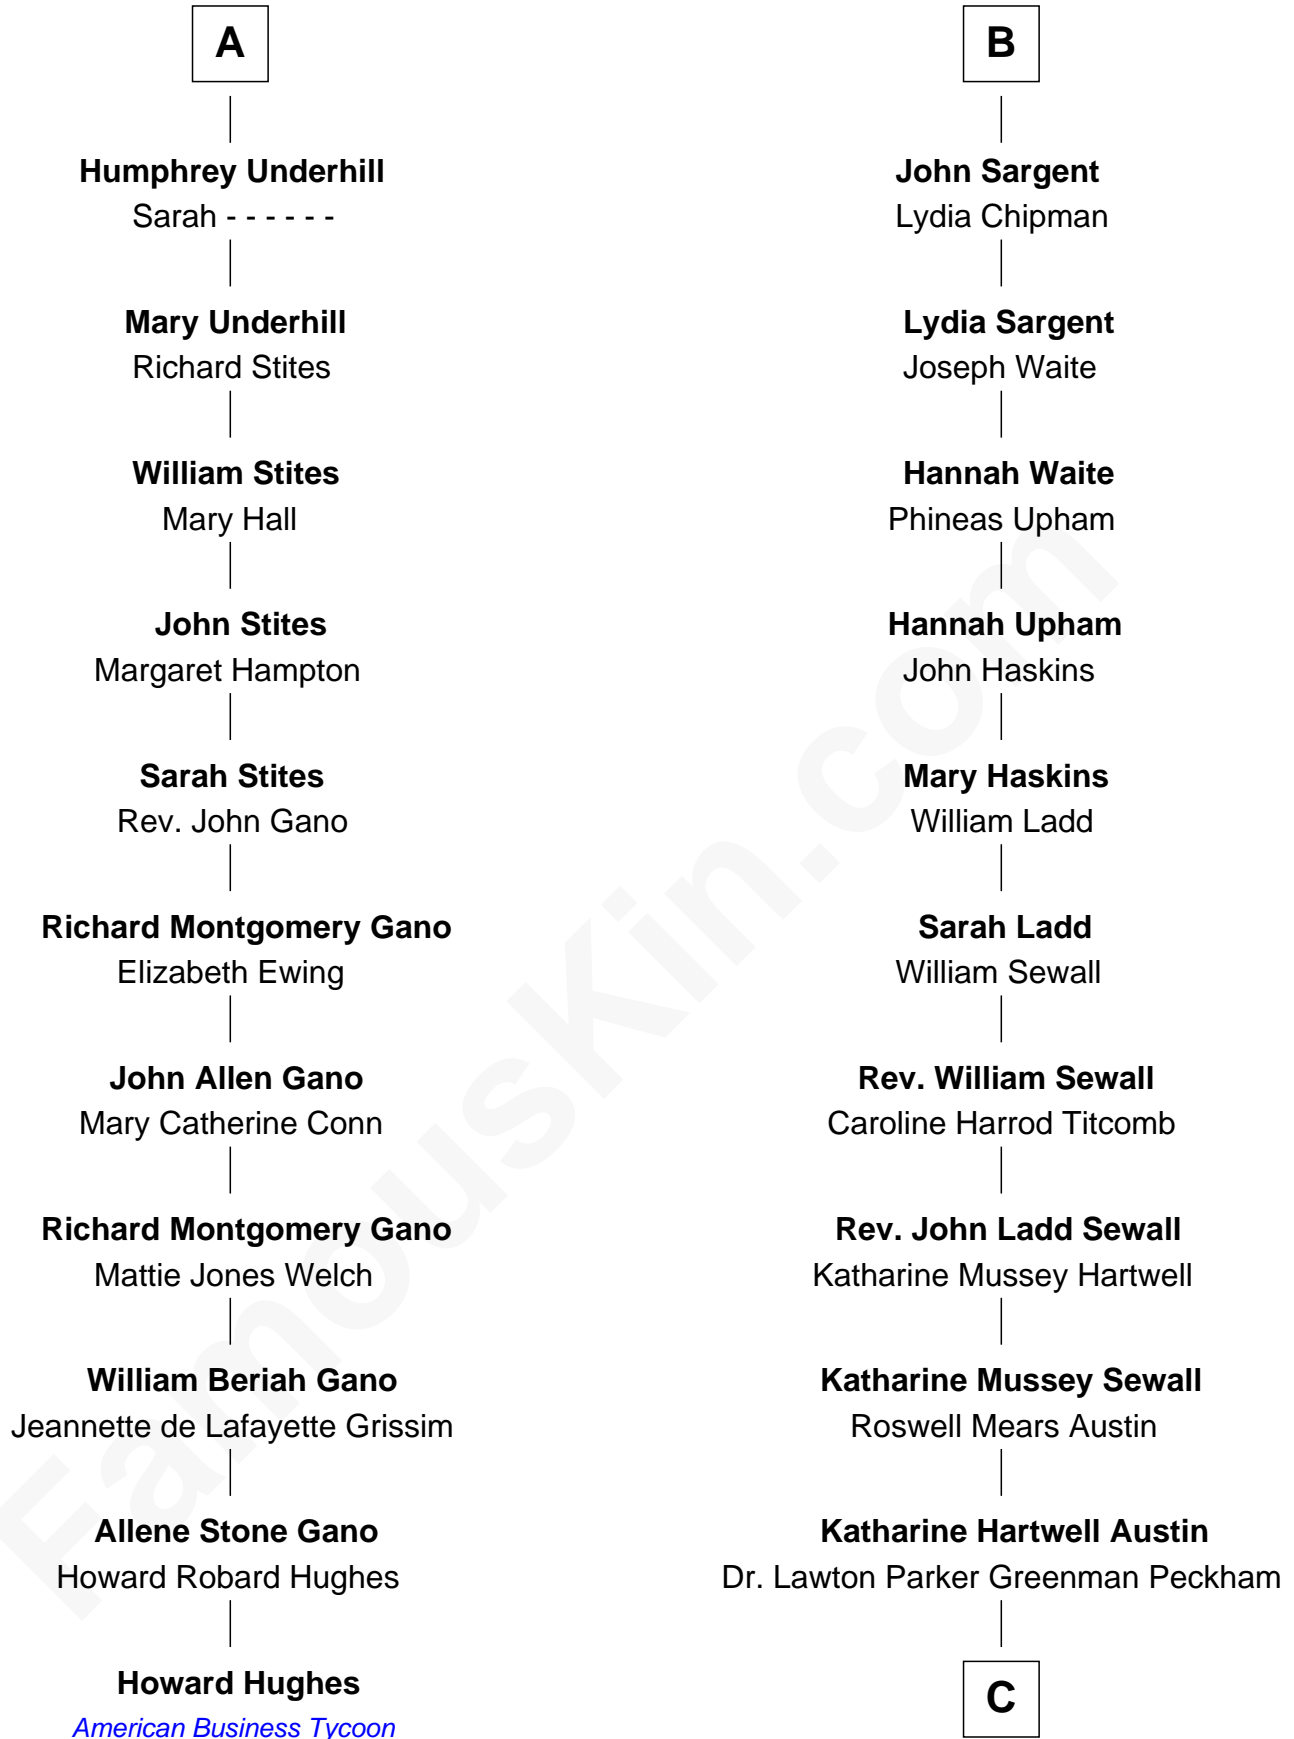 A
Humphrey Underhill
Sarah - - - - - -
Mary Underhill
Richard Stites
William Stites
Mary Hall
John Stites
Margaret Hampton
Sarah Stites
Rev. John Gano
Richard Montgomery Gano
Elizabeth Ewing
John Allen Gano
Mary Catherine Conn
Richard Montgomery Gano
Mattie Jones Welch
William Beriah Gano
Jeannette de Lafayette Grissim
Allene Stone Gano
Howard Robard Hughes
Howard Hughes
American Business Tycoon
B
John Sargent
Lydia Chipman
Lydia Sargent
Joseph Waite
Hannah Waite
Phineas Upham
Hannah Upham
John Haskins
Mary Haskins
William Ladd
Sarah Ladd
William Sewall
Rev. William Sewall
Caroline Harrod Titcomb
Rev. John Ladd Sewall
Katharine Mussey Hartwell
Katharine Mussey Sewall
Roswell Mears Austin
Katharine Hartwell Austin
Dr. Lawton Parker Greenman Peckham
C
FamousKin.com